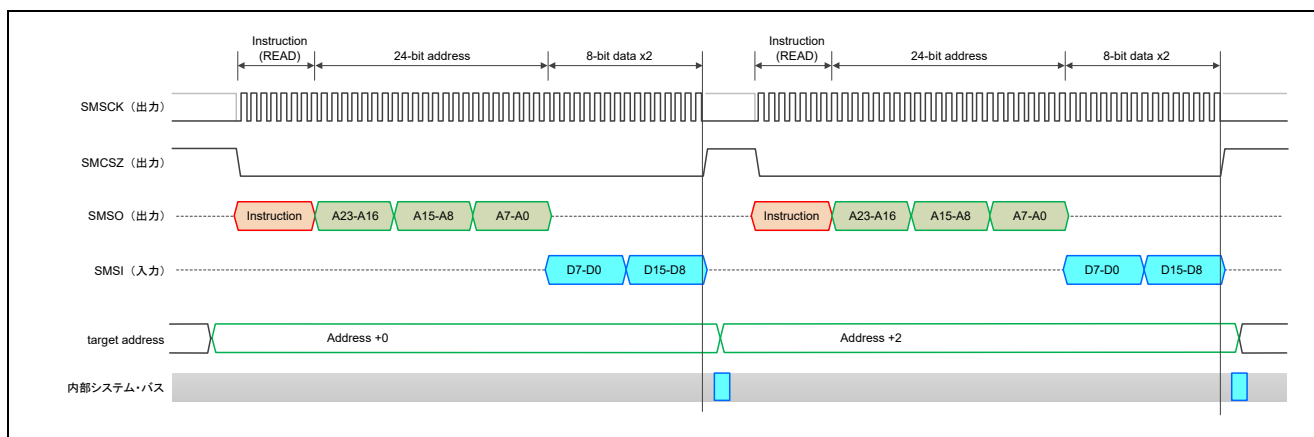 Instruction (READ) 24-bit address 8-bit data x2 Instruction (READ) 24-bit address 8-bit data x2
SMSCK（出力）
SMCSZ（出力）
SMSO（出力） Instruction A23-A16 A15-A8 A7-A0 Instruction A23-A16 A15-A8 A7-A0
SMSI（入力） D7-D0 D15-D8 D7-D0 D15-D8
target address Address +0 Address +2
内部システム・バス